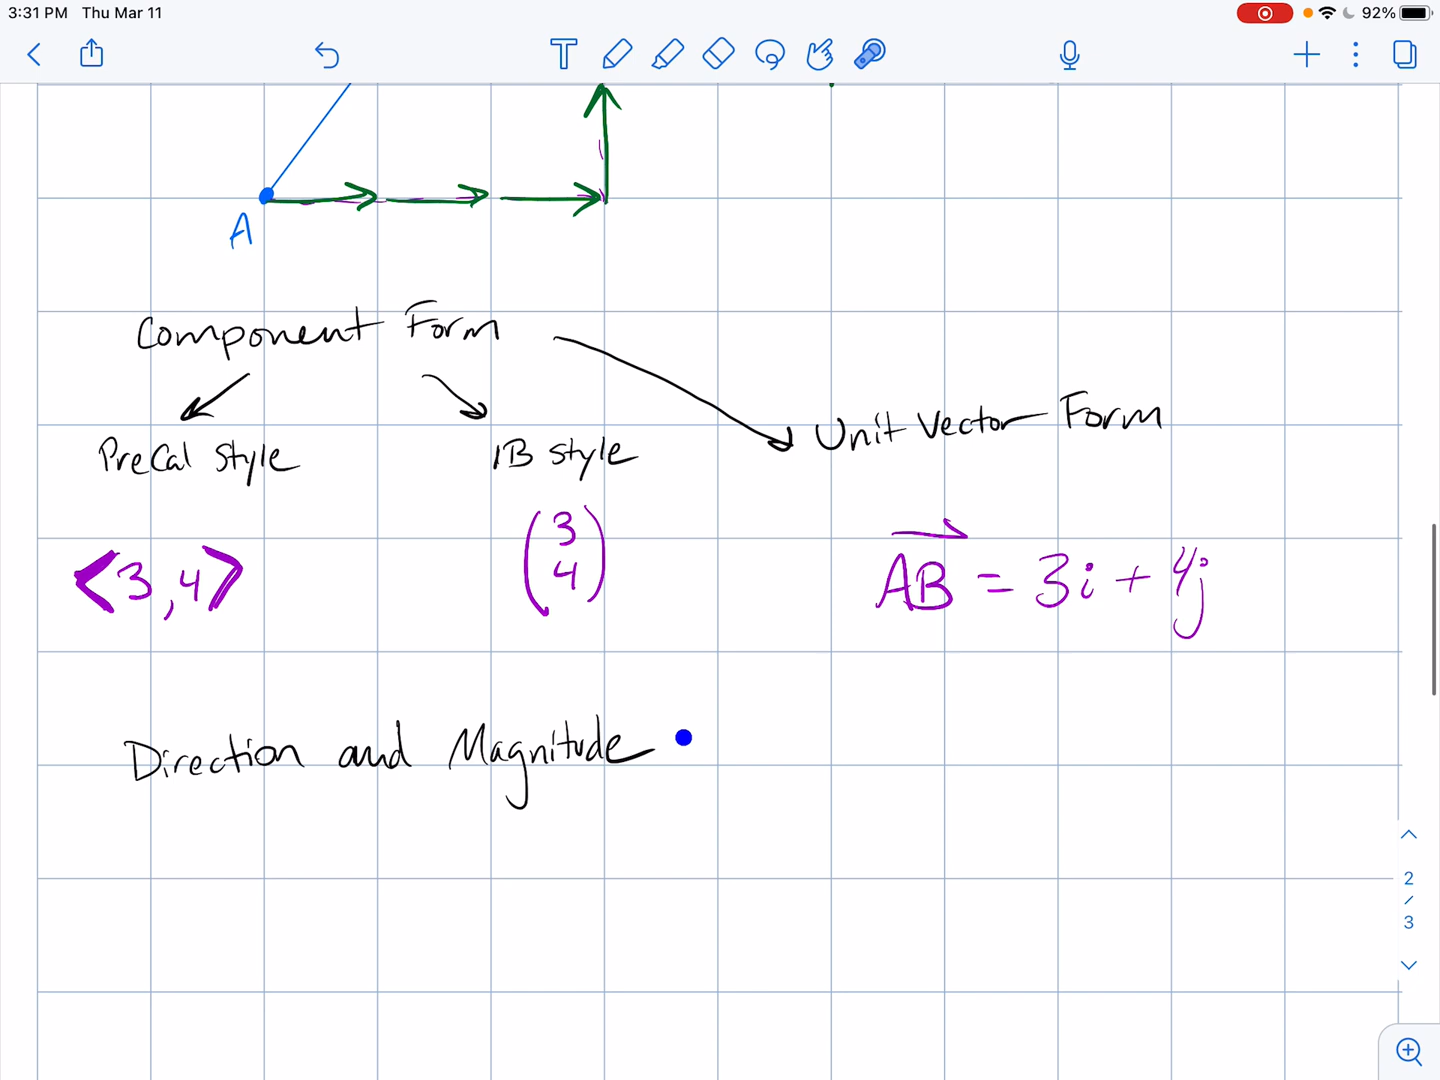 3:31 PM Thu Mar 11
92%
A
Component Form
PreCal Style
IB style
Unit Vector Form
<3,4>
(3
4)
AB = 3i + 4j
Direction and Magnitude
2
/
3